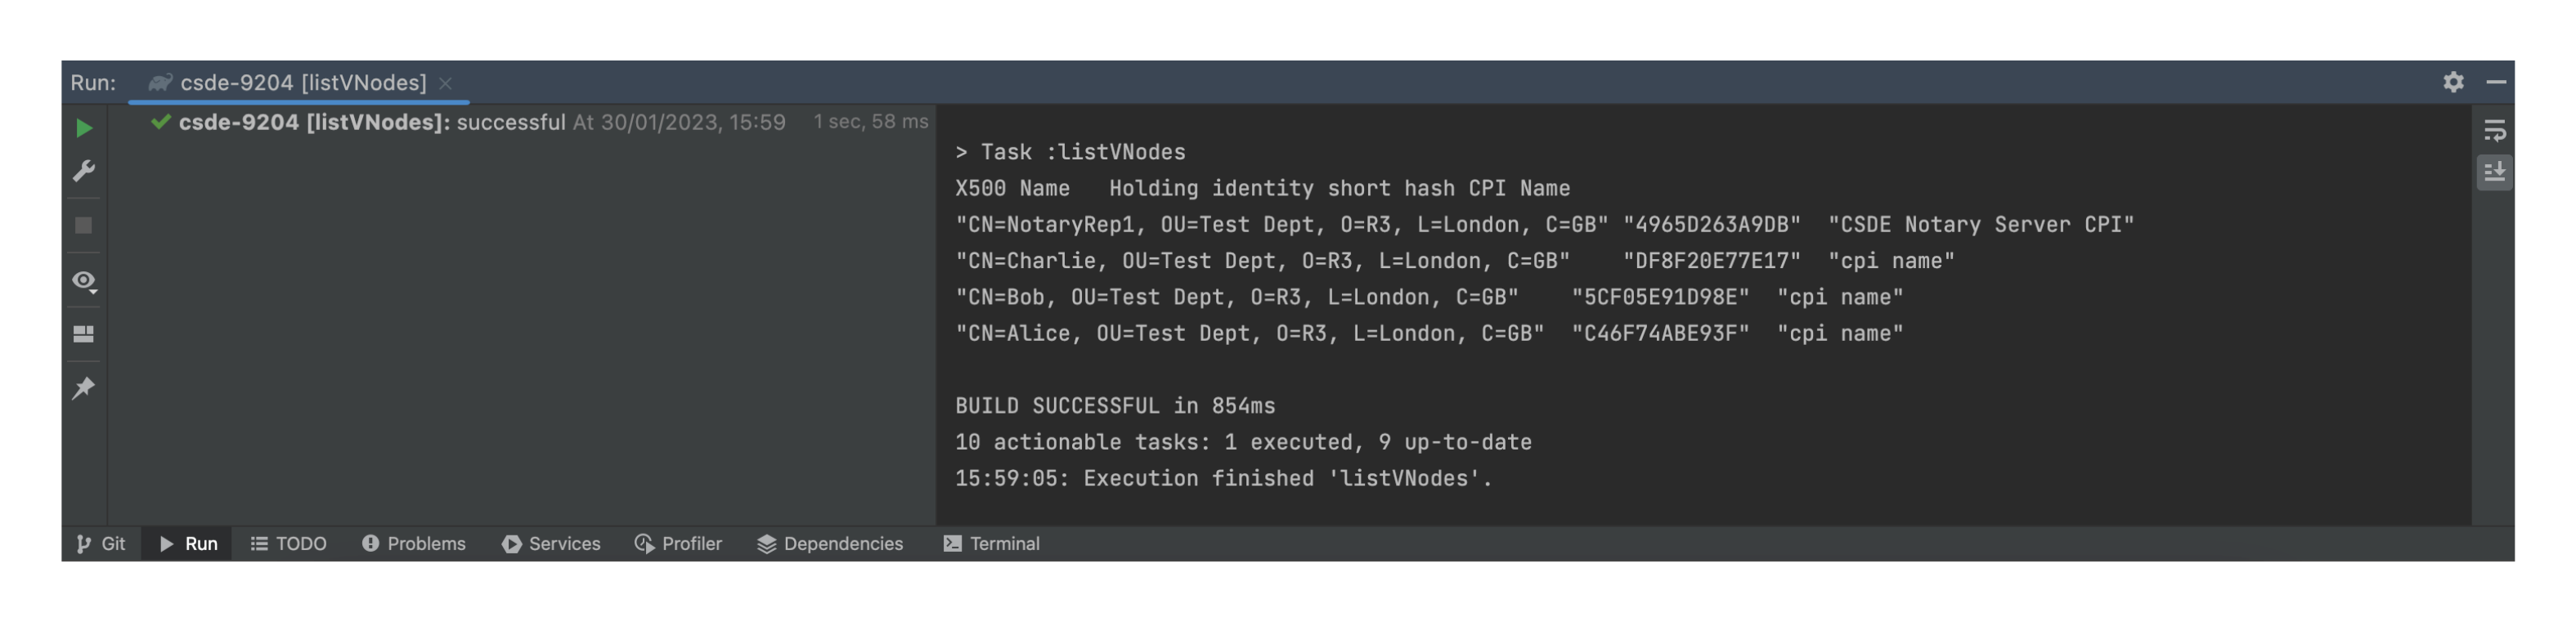 Run: csde-9204 [listVNodes]
csde-9204 [listVNodes]: successful At 30/01/2023, 15:59 1 sec, 58 ms
> Task :listVNodes
X500 Name   Holding identity short hash CPI Name
"CN=NotaryRep1, OU=Test Dept, O=R3, L=London, C=GB" "4965D263A9DB"  "CSDE Notary Server CPI"
"CN=Charlie, OU=Test Dept, O=R3, L=London, C=GB"    "DF8F20E77E17"  "cpi name"
"CN=Bob, OU=Test Dept, O=R3, L=London, C=GB"    "5CF05E91D98E"  "cpi name"
"CN=Alice, OU=Test Dept, O=R3, L=London, C=GB"  "C46F74ABE93F"  "cpi name"
BUILD SUCCESSFUL in 854ms
10 actionable tasks: 1 executed, 9 up-to-date
15:59:05: Execution finished 'listVNodes'.
Git Run TODO Problems Services Profiler Dependencies Terminal